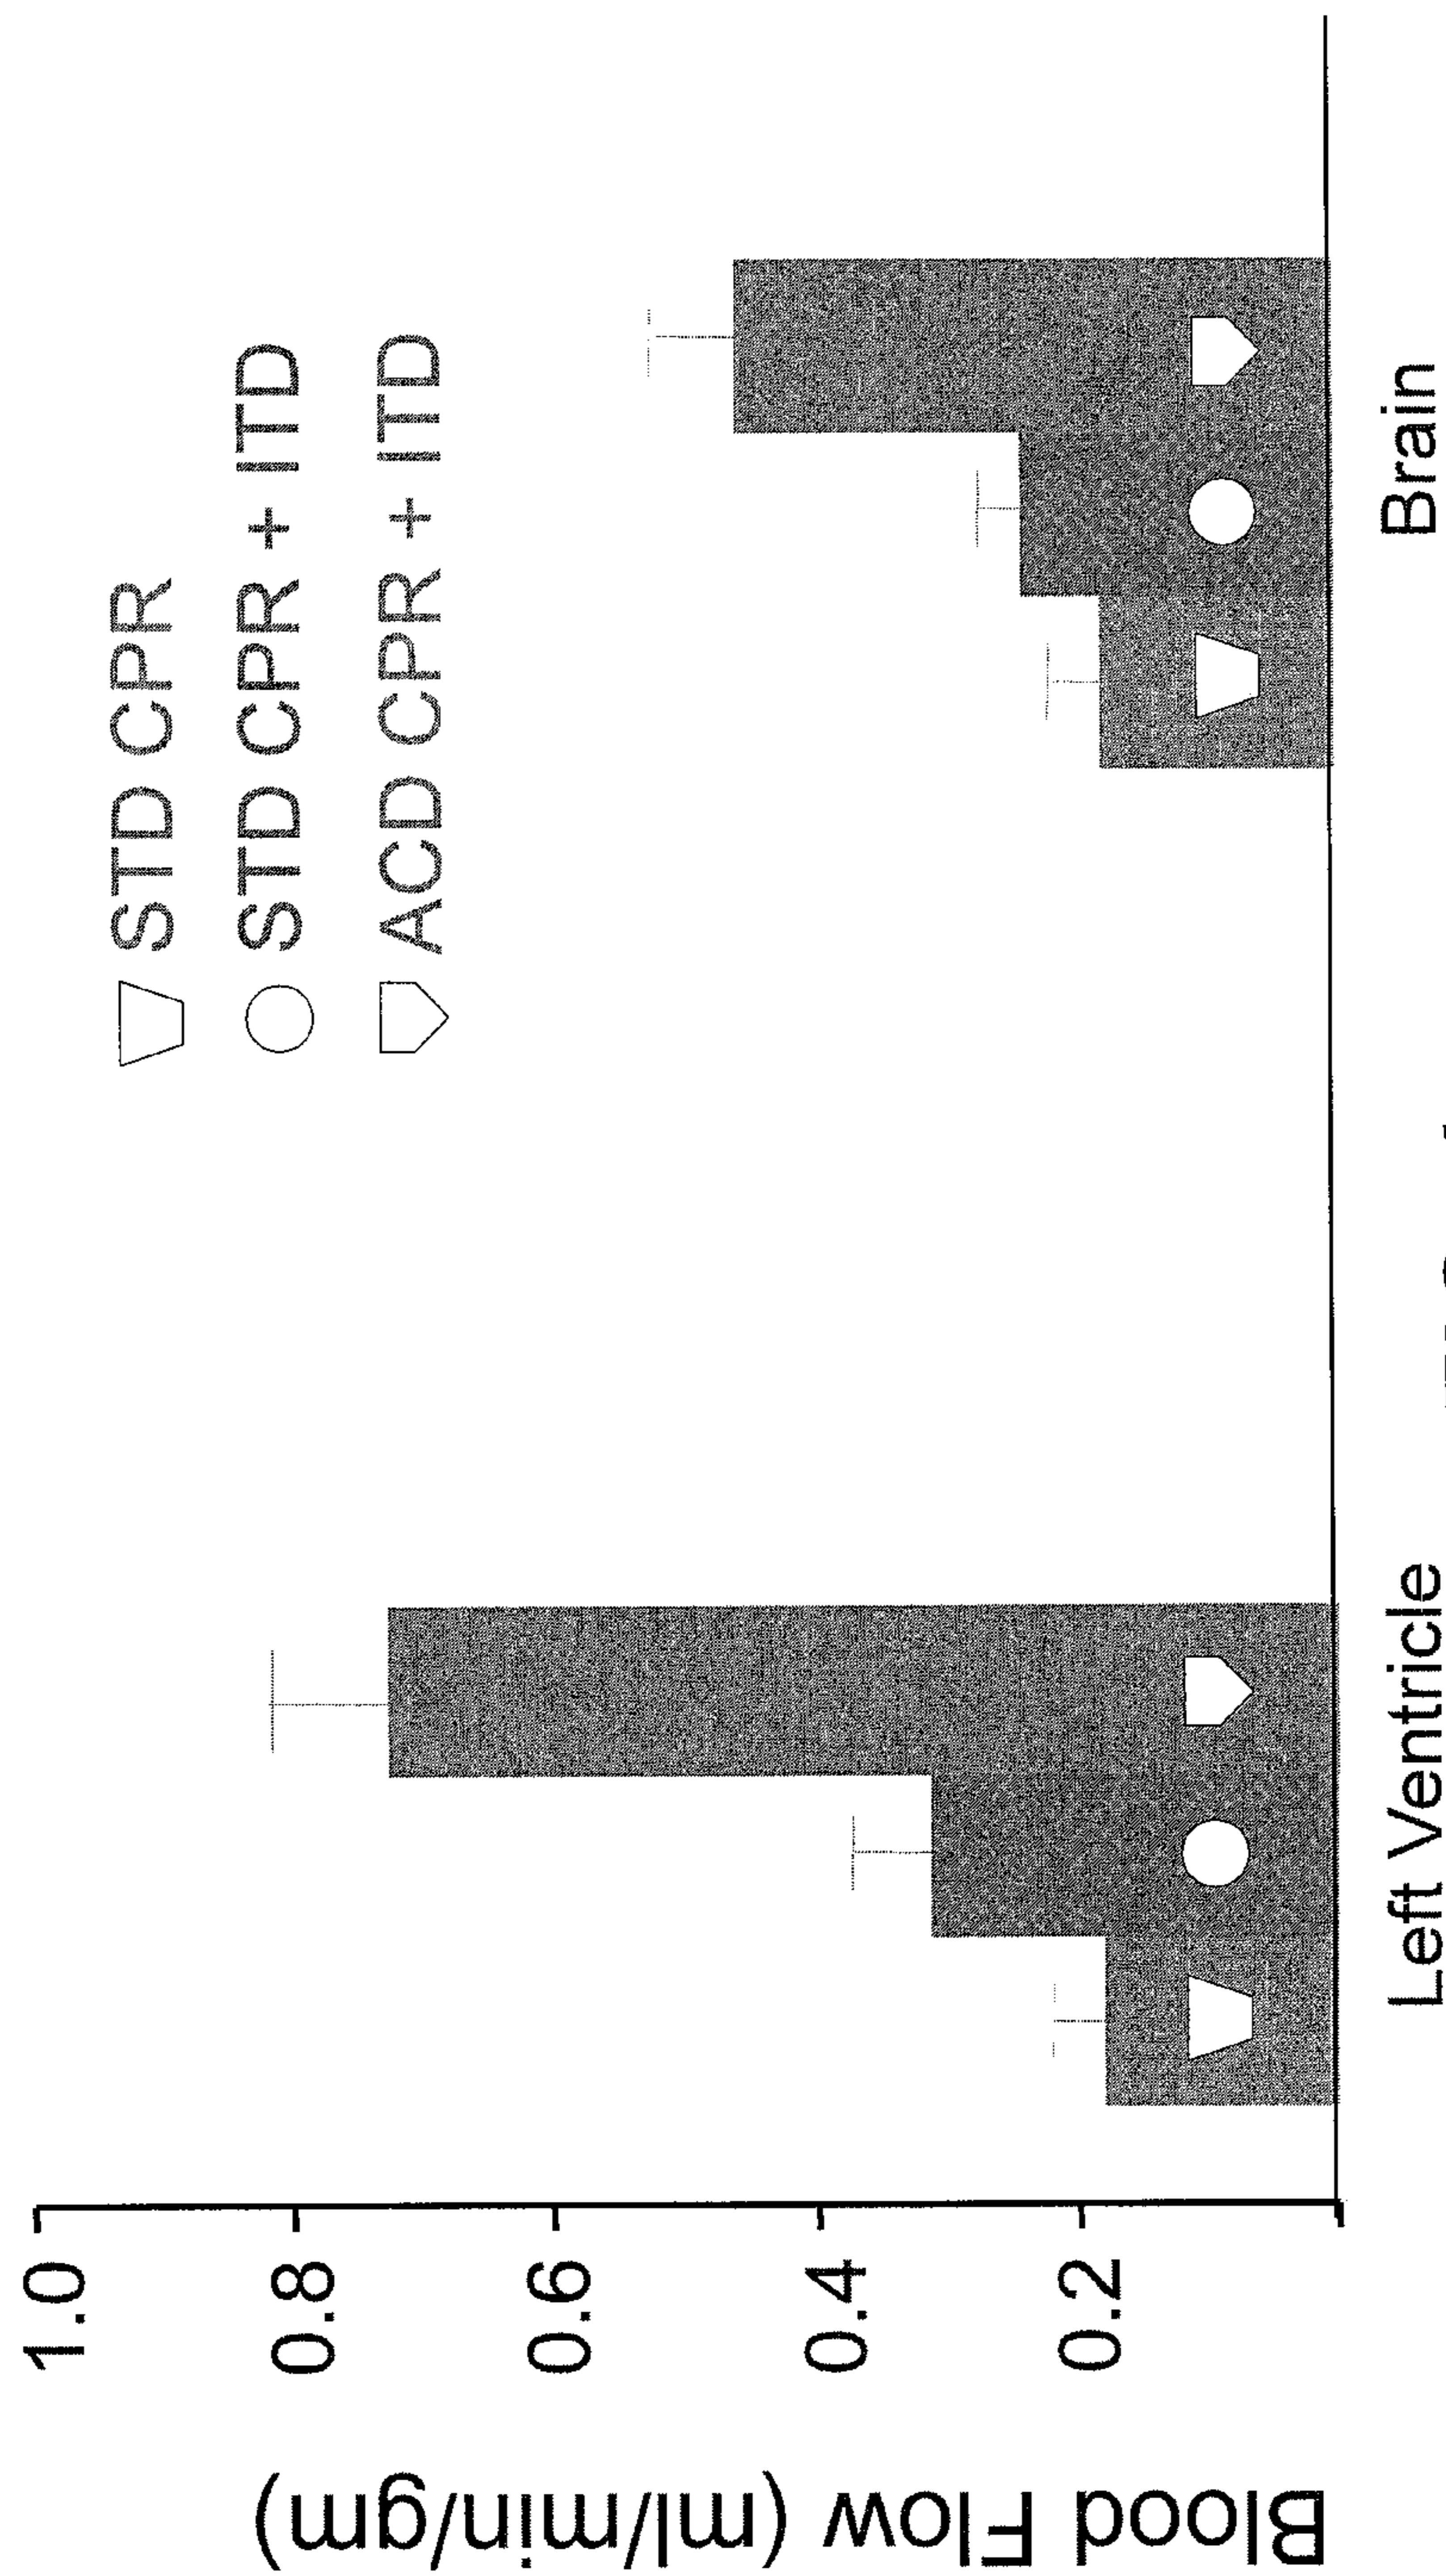 Blood Flow (ml/min/gm)
1.0
0.8
0.6
0.4
0.2
STD CPR
STD CPR + ITD
ACD CPR + ITD
Left Ventricle
Brain